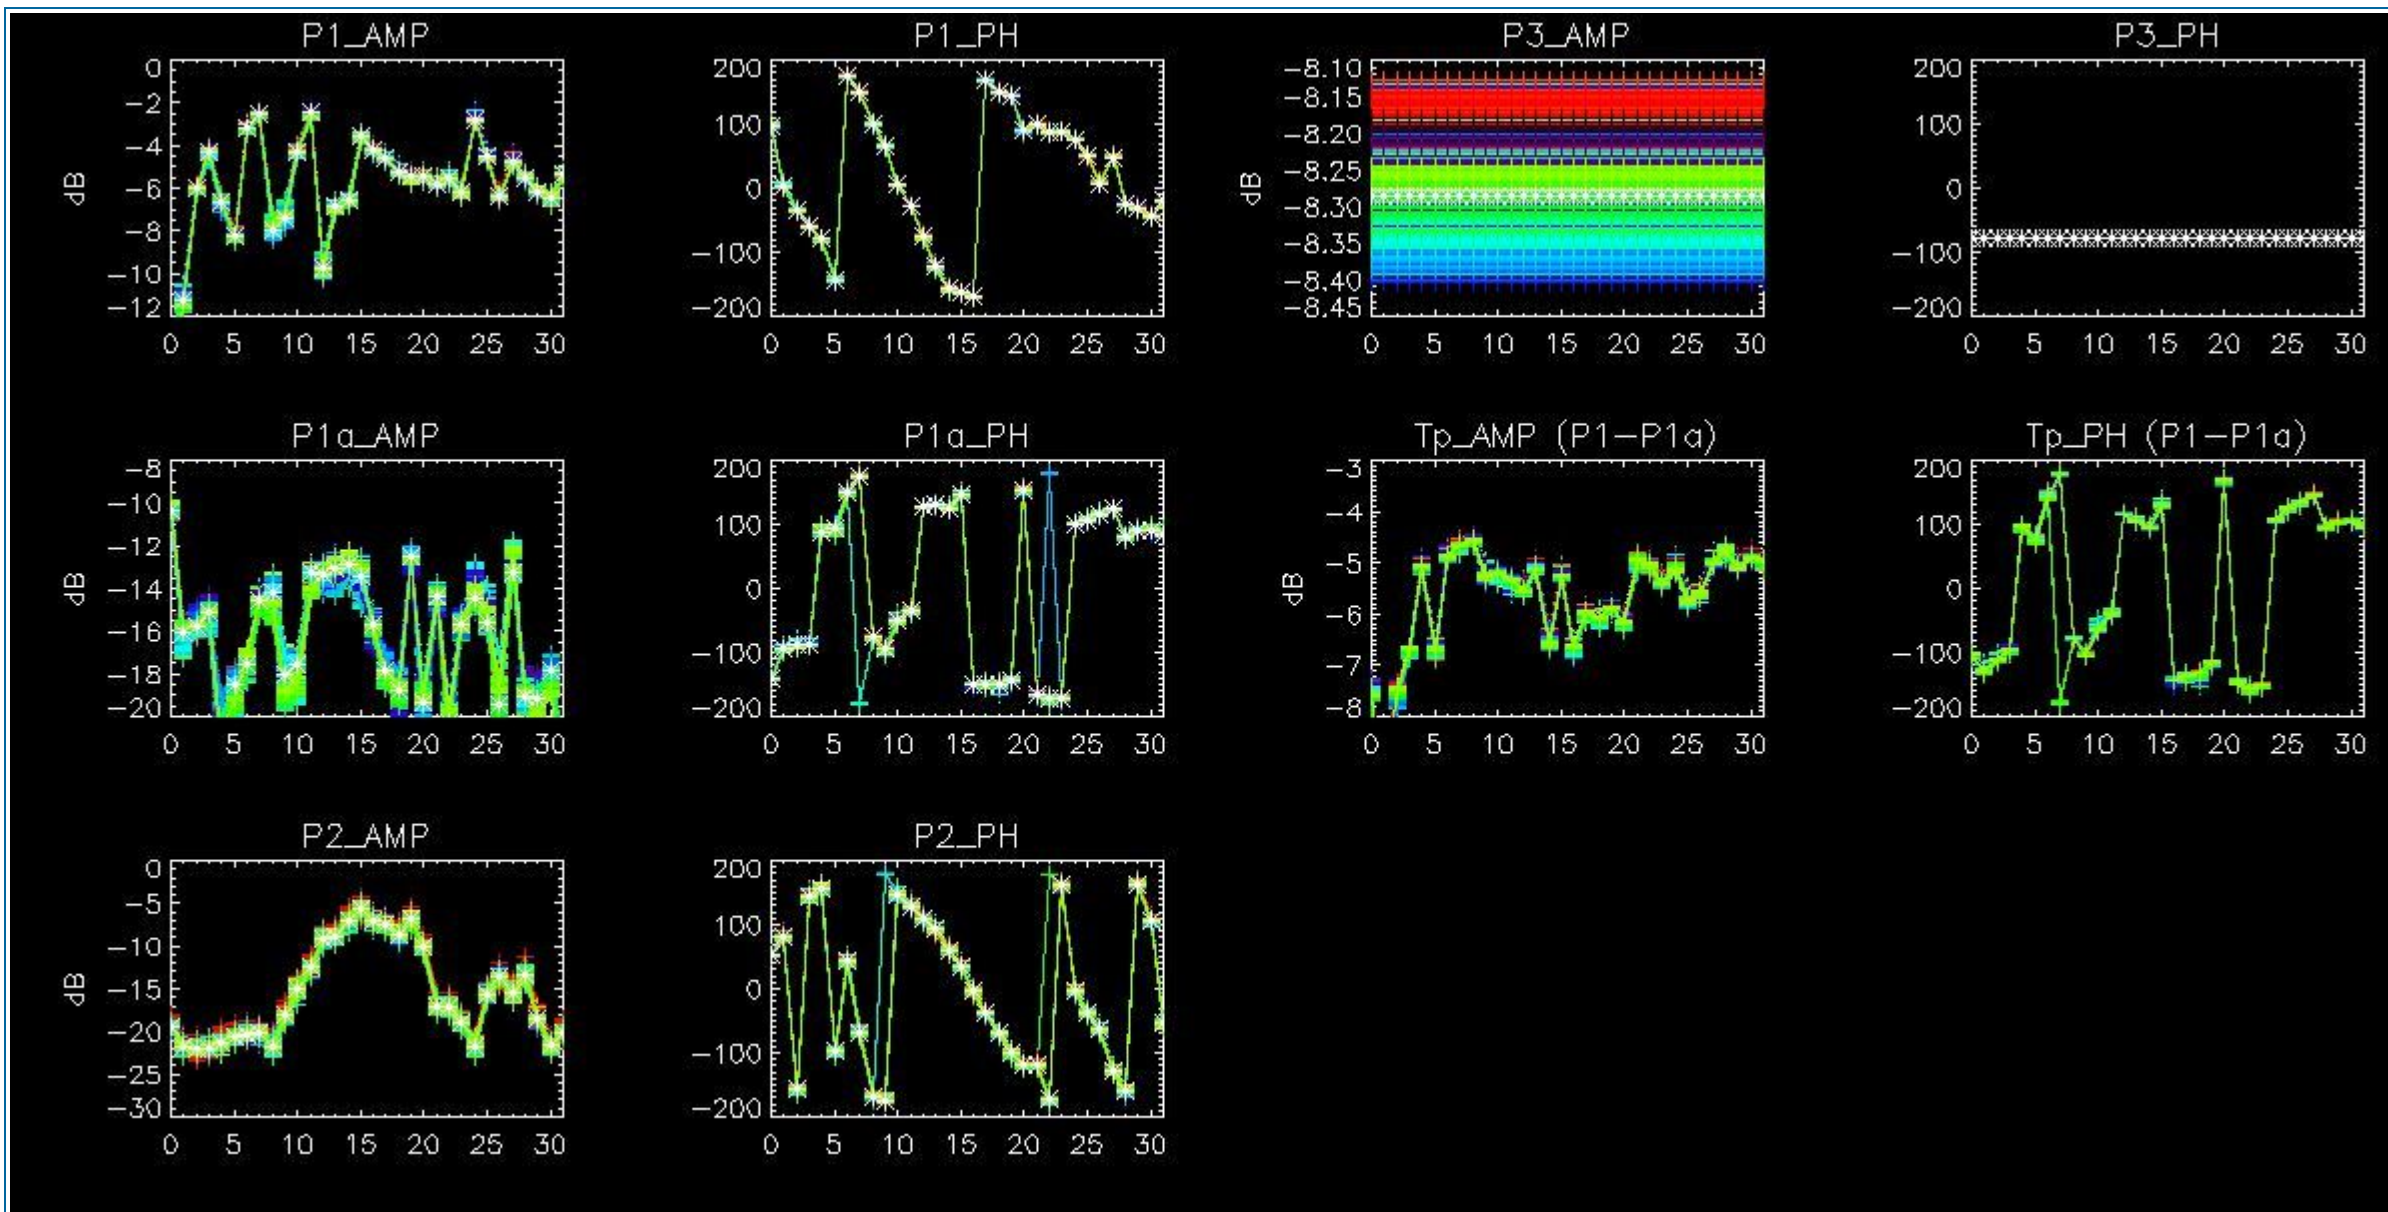 P1_AMP P1_PH P3_AMP P3_PH
0 200 -8.10 200
-2 100 -8.15 100
-4 0 -8.20 0
-6 -100 -8.25 -100
-8 -200 -8.30 -200
-10 -8.35
-12 -8.40
-8.45
dB dB
0 5 10 15 20 25 30 0 5 10 15 20 25 30 0 5 10 15 20 25 30 0 5 10 15 20 25 30
P1a_AMP P1a_PH Tp_AMP (P1-P1a) Tp_PH (P1-P1a)
-8 200 -3 200
-10 100 -4 100
-12 0 -5 0
-14 -100 -6 -100
-16 -200 -7 -200
-18 -8
-20
dB dB
0 5 10 15 20 25 30 0 5 10 15 20 25 30 0 5 10 15 20 25 30 0 5 10 15 20 25 30
P2_AMP P2_PH
0 200
-5 100
-10 0
-15 -100
-20 -200
-25
-30
dB
0 5 10 15 20 25 30 0 5 10 15 20 25 30